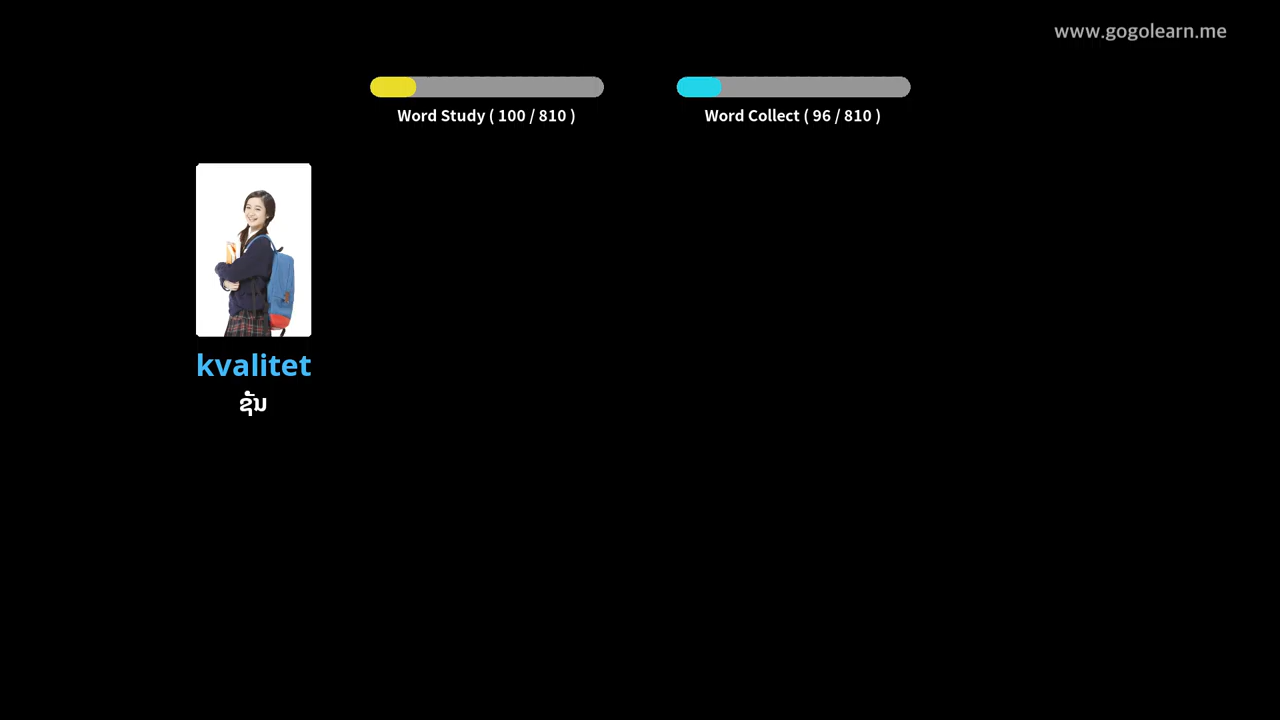 www.gogolearn.me
Word Study ( 100 / 810 )
Word Collect ( 96 / 810 )
kvalitet
ຊັ້ນ